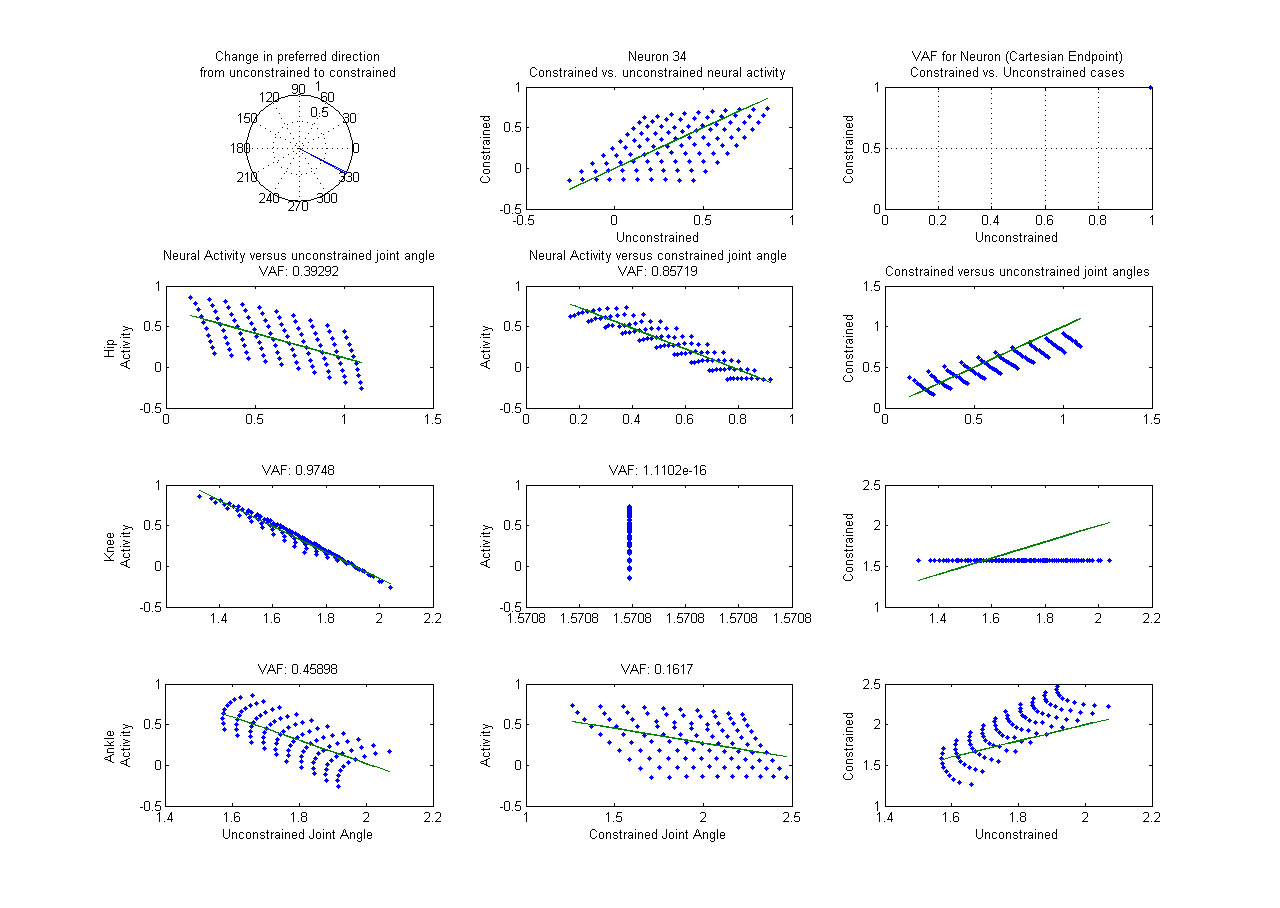 Change in preferred direction
from unconstrained to constrained
90 1
120 60
0.5
150 30
180 0
210 330
240 300
270
Neuron 34
Constrained vs. unconstrained neural activity
1
0.5
0
-0.5
Constrained
-0.5 0 0.5 1
Unconstrained
VAF for Neuron (Cartesian Endpoint)
Constrained vs. Unconstrained cases
1
0.5
0
Constrained
0 0.2 0.4 0.6 0.8 1
Unconstrained
Neural Activity versus unconstrained joint angle
VAF: 0.39292
1
0.5
0
-0.5
Hip
Activity
0 0.5 1 1.5
Neural Activity versus constrained joint angle
VAF: 0.85719
1
0.5
0
-0.5
Activity
0 0.2 0.4 0.6 0.8 1
Constrained versus unconstrained joint angles
1.5
1
0.5
0
Constrained
0 0.5 1 1.5
VAF: 0.9748
1
0.5
0
-0.5
Knee
Activity
1.4 1.6 1.8 2 2.2
VAF: 1.1102e-16
1
0.5
0
-0.5
Activity
1.5708 1.5708 1.5708 1.5708 1.5708 1.5708
2.5
2
1.5
1
Constrained
1.4 1.6 1.8 2 2.2
VAF: 0.45898
1
0.5
0
-0.5
Ankle
Activity
1.4 1.6 1.8 2 2.2
Unconstrained Joint Angle
VAF: 0.1617
1
0.5
0
-0.5
Activity
1 1.5 2 2.5
Constrained Joint Angle
2.5
2
1.5
1
Constrained
1.4 1.6 1.8 2 2.2
Unconstrained